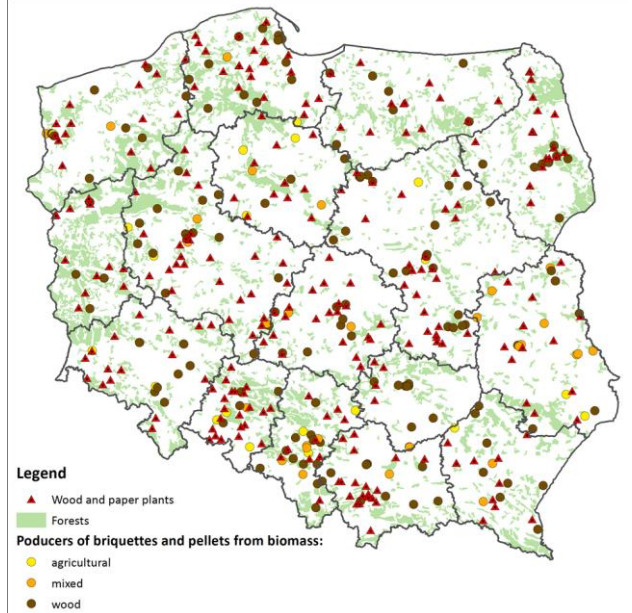 Legend
Wood and paper plants
Forests
Poducers of briquettes and pellets from biomass:
agricultural
mixed
wood